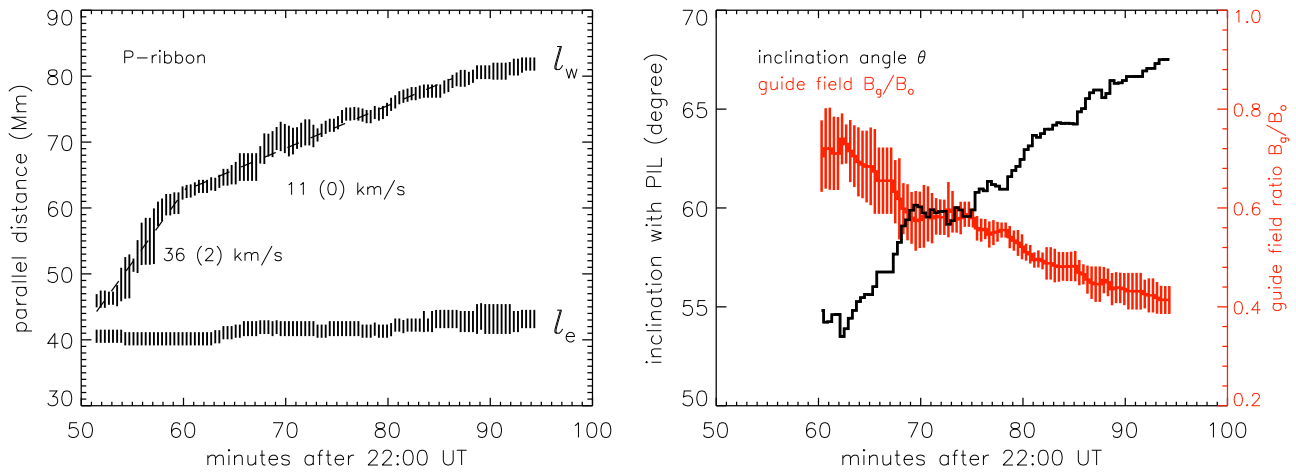 90
80
70
60
50
40
30
parallel distance (Mm)
P-ribbon
l_w
11 (0) km/s
36 (2) km/s
l_e
50 60 70 80 90 100
minutes after 22:00 UT
70
65
60
55
50
inclination with PIL (degree)
inclination angle θ
guide field B_g/B_o
1.0
0.8
0.6
0.4
0.2
guide field ratio B_g/B_o
50 60 70 80 90 100
minutes after 22:00 UT